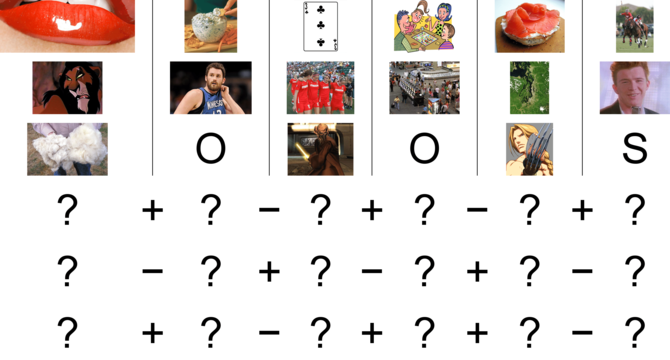 O O S
? + ? − ? + ? − ? + ?
? − ? + ? − ? + ? − ?
? + ? − ? + ? + ? − ?